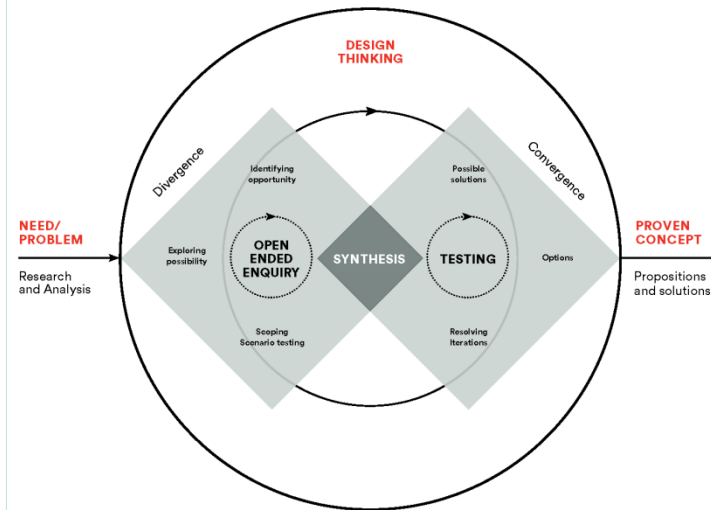 DESIGN
THINKING
Divergence
Convergence
Identifying
opportunity
Possible
solutions
NEED/
PROBLEM
Research
and Analysis
Exploring
possibility
OPEN
ENDED
ENQUIRY
SYNTHESIS
TESTING
Options
PROVEN
CONCEPT
Propositions
and solutions
Scoping
Scenario testing
Resolving
Iterations